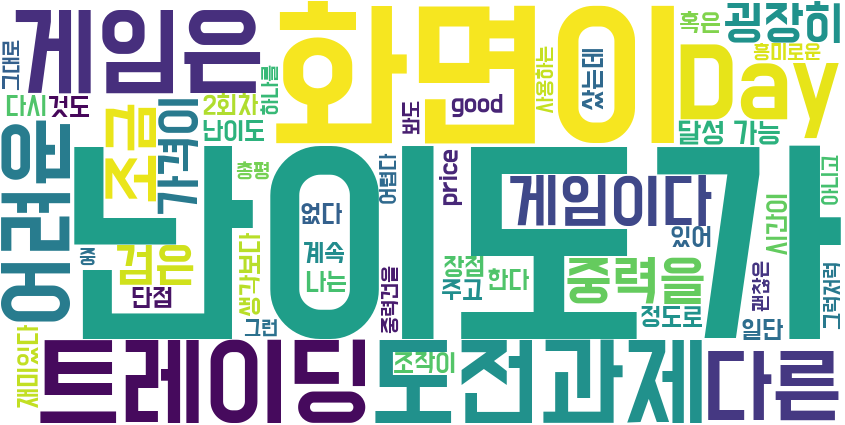 게임은
화면이
굉장히
혹은
흥미로운
Day
그대로
하나를
다시
것도
2회차
난이도
봐도
good
사용하는
샀는데
달성 가능
어려운
조금
가격이
난이도가
총평
없다
어렵다
price
게임이다
시간이
아니고
중
검은
생각보다
계속
나는
장점
주고
한다
중력을
있어
괜찮은
그럭저럭
단점
그런
중력건을
정도로
일단
재미있다
트레이딩
조작이
도전과제
다른